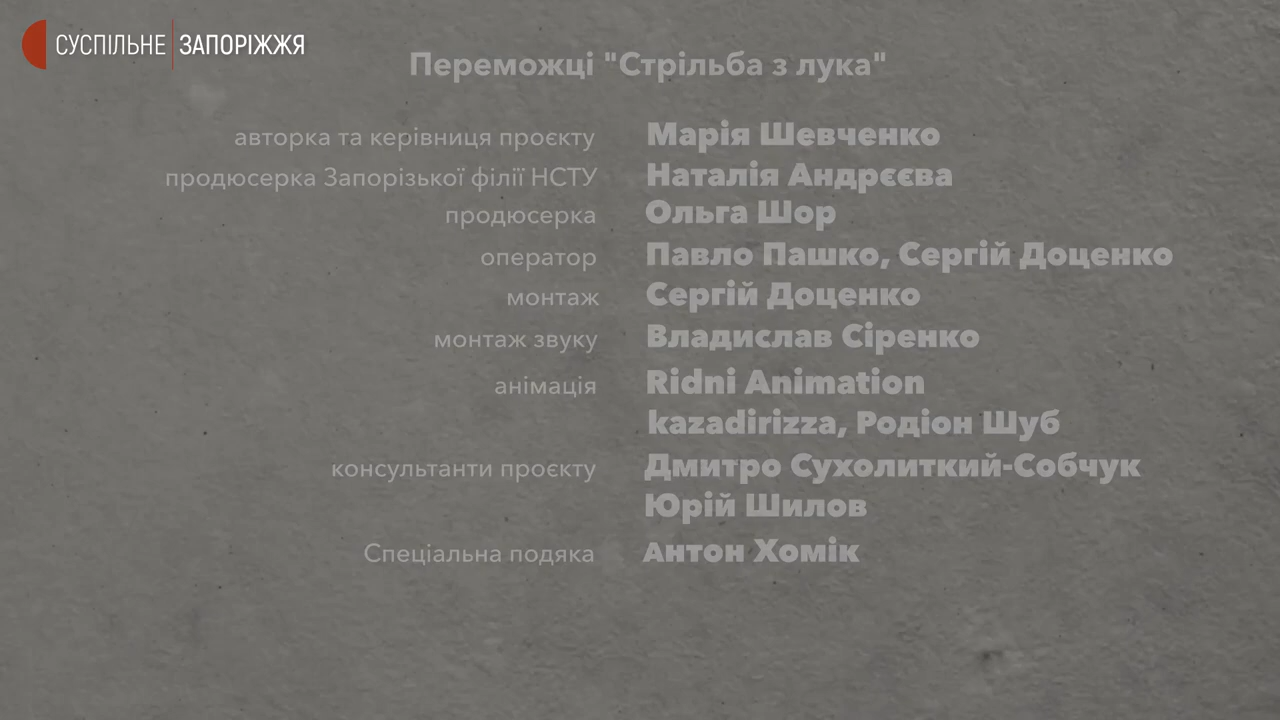 СУСПІЛЬНЕ ЗАПОРІЖЖЯ
Переможці "Стрільба з лука"
авторка та керівниця проєкту Марія Шевченко
продюсерка Запорізької філії НСТУ Наталія Андрєєва
продюсерка Ольга Шор
оператор Павло Пашко, Сергій Доценко
монтаж Сергій Доценко
монтаж звуку Владислав Сіренко
анімація Ridni Animation
kazadirizza, Родіон Шуб
консультанти проєкту Дмитро Сухолиткий-Собчук
Юрій Шилов
Спеціальна подяка Антон Хомік